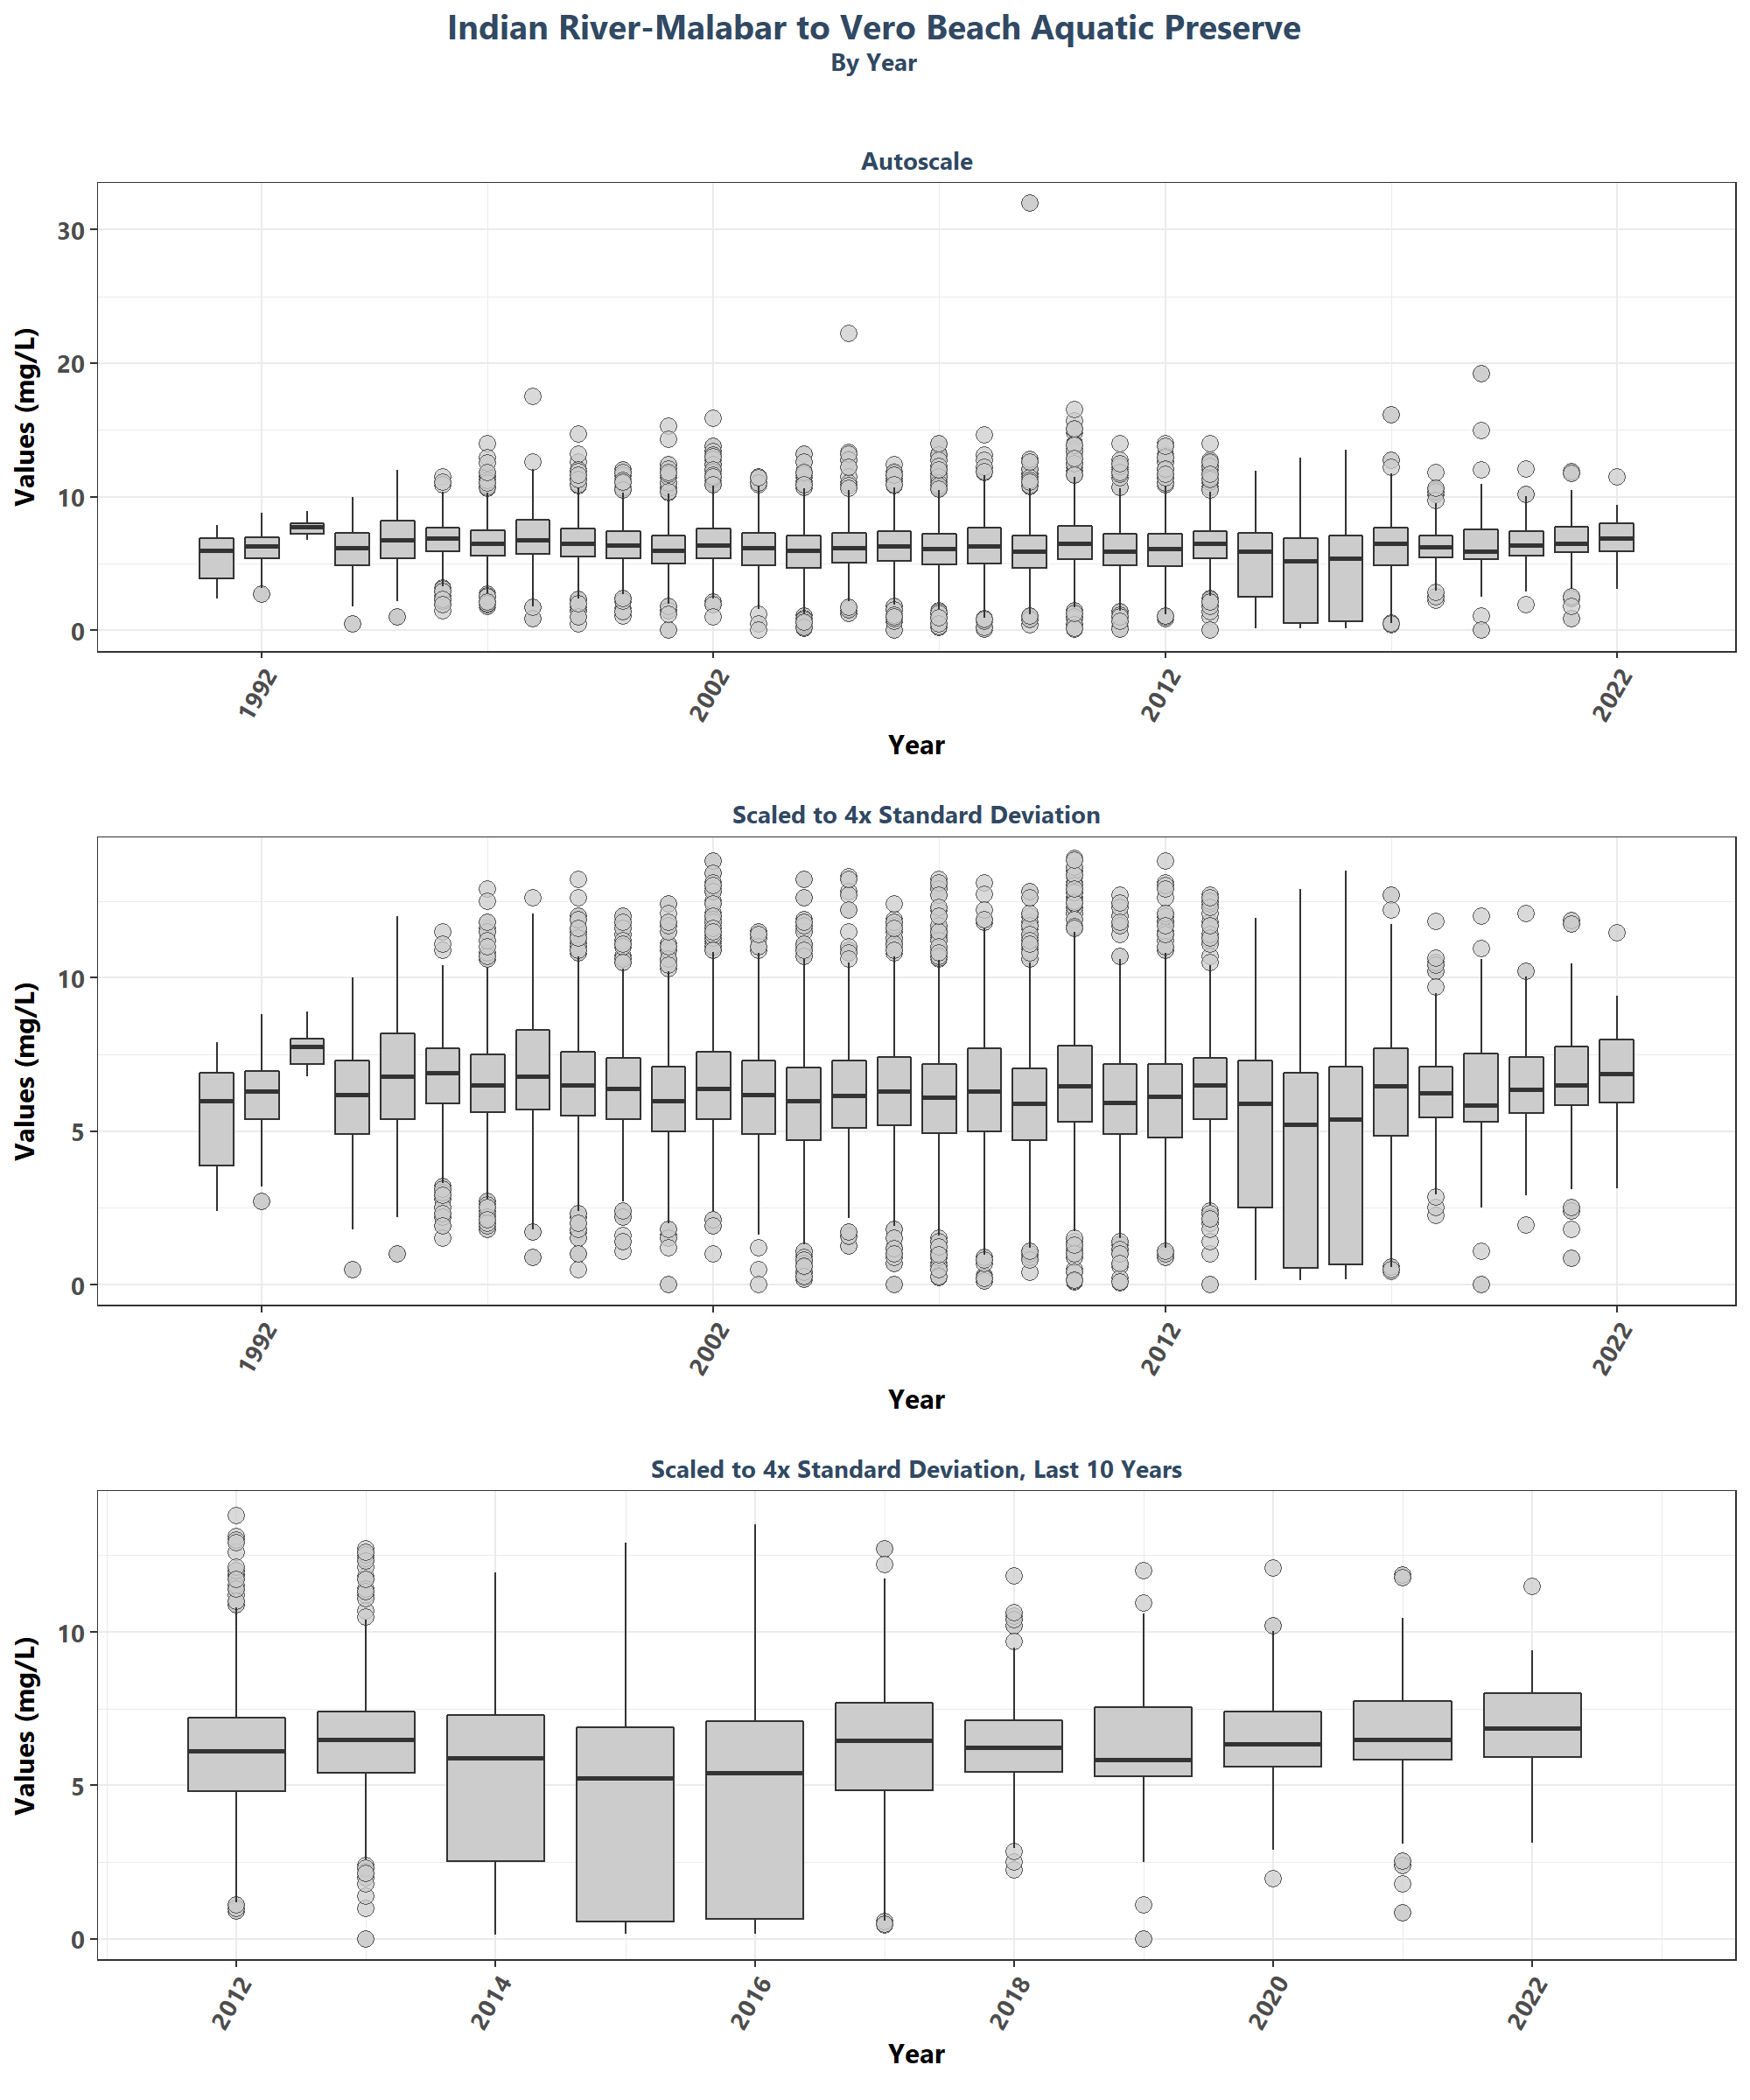 Indian River-Malabar to Vero Beach Aquatic Preserve
By Year
Autoscale
Values (mg/L)
30
20
10
0
1992
2002
2012
2022
Year
Scaled to 4x Standard Deviation
Values (mg/L)
10
5
0
1992
2002
2012
2022
Year
Scaled to 4x Standard Deviation, Last 10 Years
Values (mg/L)
10
5
0
2012
2014
2016
2018
2020
2022
Year